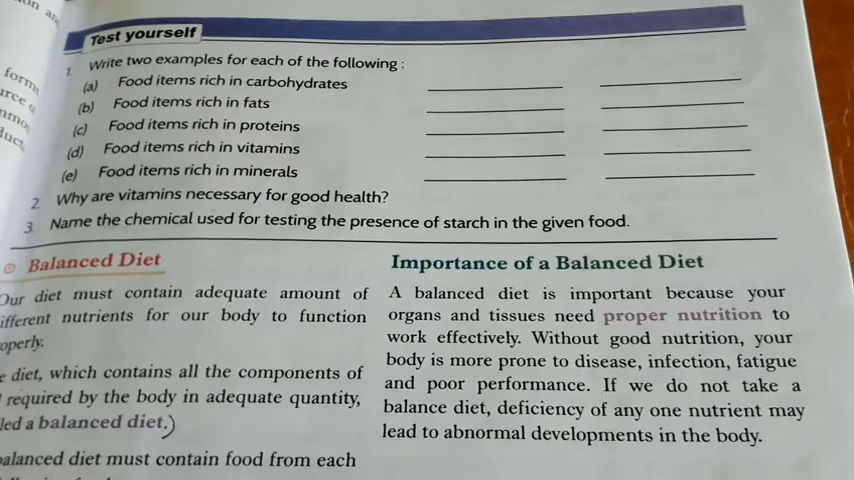 Test yourself
1. Write two examples for each of the following :
(a) Food items rich in carbohydrates
(b) Food items rich in fats
(c) Food items rich in proteins
(d) Food items rich in vitamins
(e) Food items rich in minerals
2. Why are vitamins necessary for good health?
3. Name the chemical used for testing the presence of starch in the given food.
Balanced Diet
Our diet must contain adequate amount of
ifferent nutrients for our body to function
operly.
e diet, which contains all the components of
required by the body in adequate quantity,
led a balanced diet.)
balanced diet must contain food from each
Importance of a Balanced Diet
A balanced diet is important because your
organs and tissues need proper nutrition to
work effectively. Without good nutrition, your
body is more prone to disease, infection, fatigue
and poor performance. If we do not take a
balance diet, deficiency of any one nutrient may
lead to abnormal developments in the body.